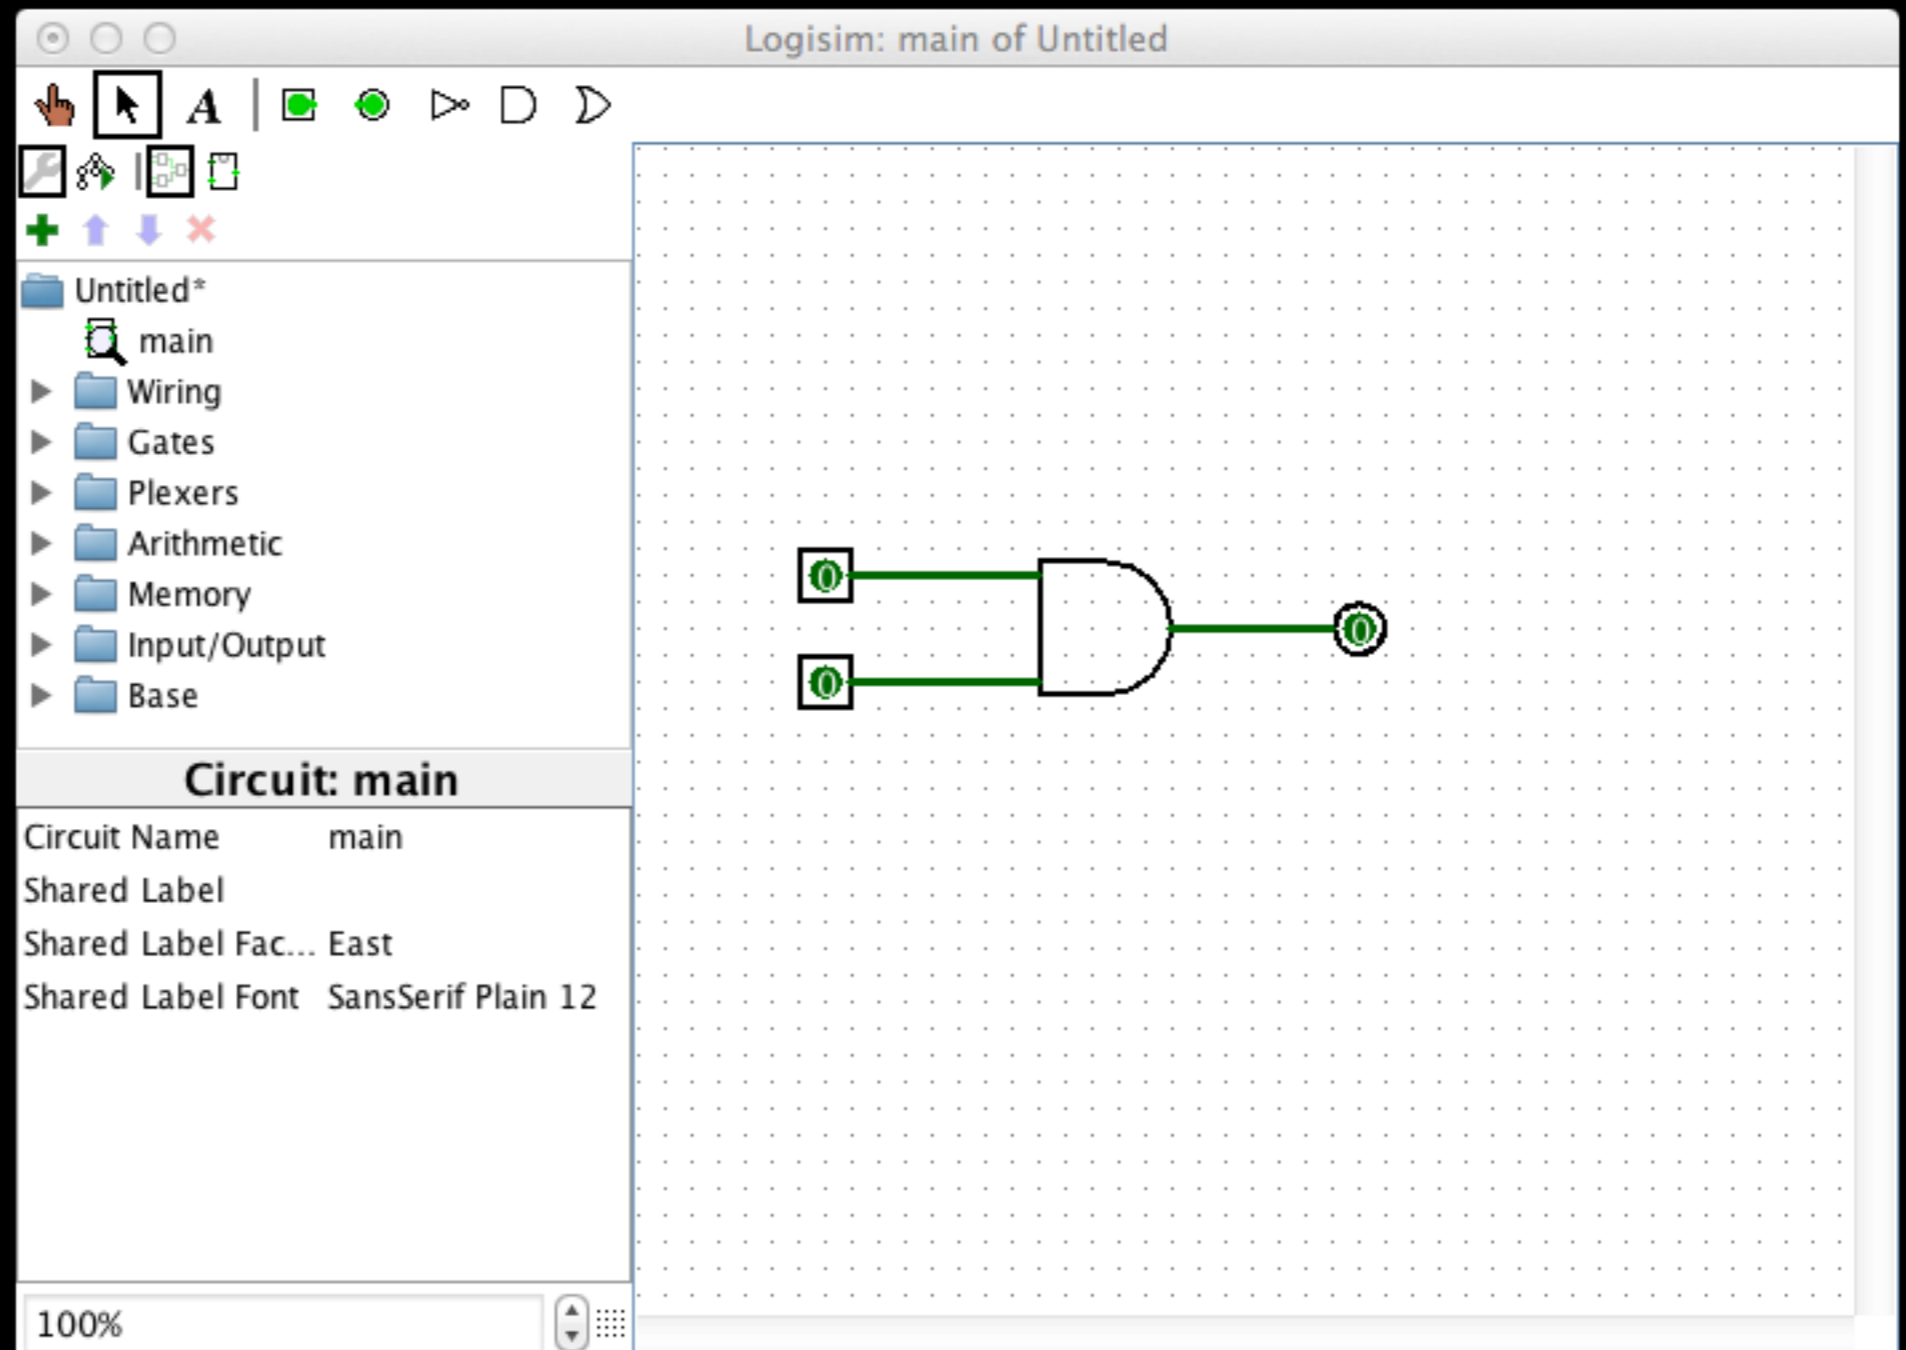 Logisim: main of Untitled
A
Untitled*
main
Wiring
Gates
Plexers
Arithmetic
Memory
Input/Output
Base
Circuit: main
Circuit Name main
Shared Label
Shared Label Fac... East
Shared Label Font SansSerif Plain 12
100%
0
0
0